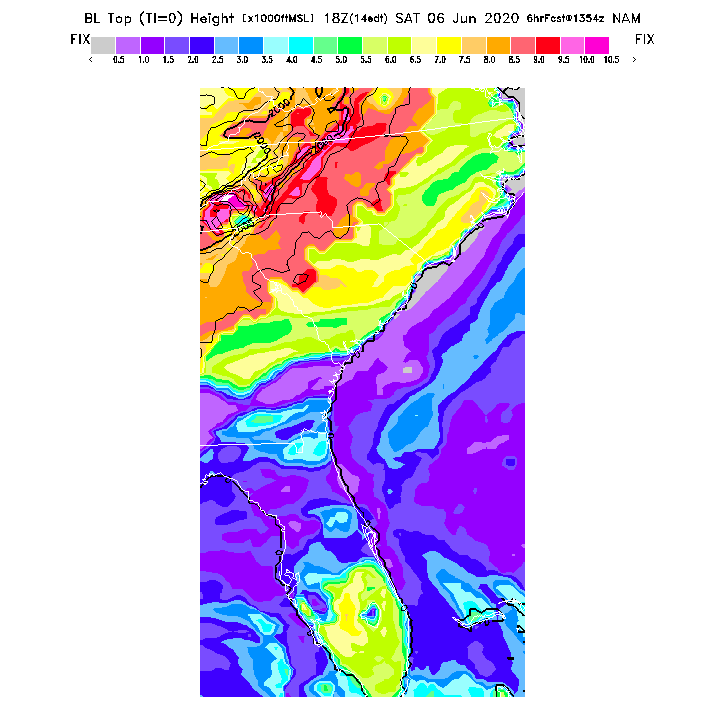 BL Top (TI=0) Height [x1000ftMSL] 18Z(14edt) SAT 06 Jun 2020 6hrFcst@1354z NAM
FIX FIX
< 0.5 1.0 1.5 2.0 2.5 3.0 3.5 4.0 4.5 5.0 5.5 6.0 6.5 7.0 7.5 8.0 8.5 9.0 9.5 10.0 10.5 >
2000
2000